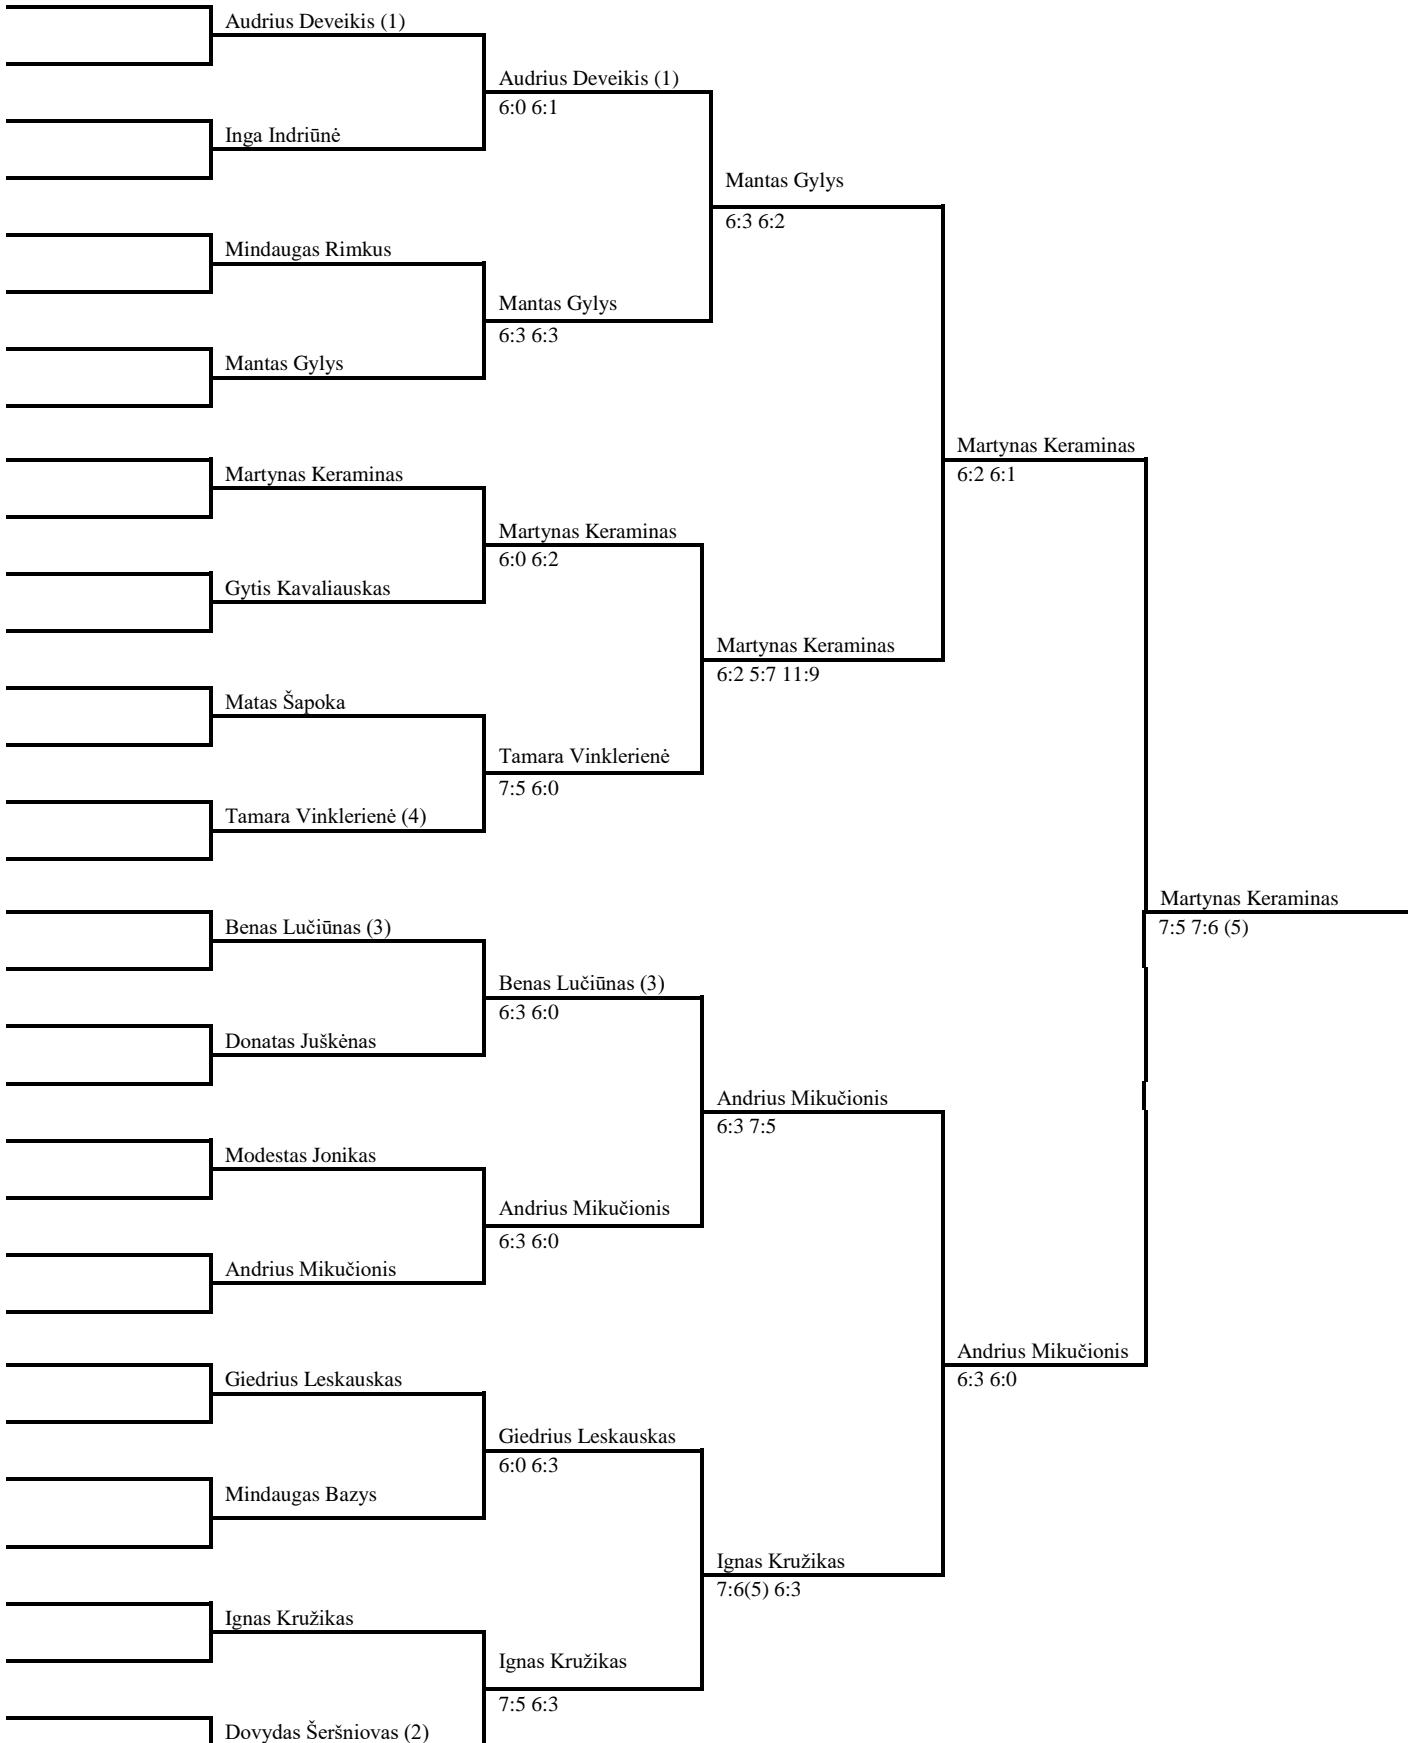 Audrius Deveikis (1)
Audrius Deveikis (1)
6:0 6:1
Inga Indriūnė
Mantas Gylys
6:3 6:2
Mindaugas Rimkus
Mantas Gylys
6:3 6:3
Mantas Gylys
Martynas Keraminas
6:2 6:1
Martynas Keraminas
Martynas Keraminas
6:0 6:2
Gytis Kavaliauskas
Martynas Keraminas
6:2 5:7 11:9
Matas Šapoka
Tamara Vinklerienė
7:5 6:0
Tamara Vinklerienė (4)
Martynas Keraminas
7:5 7:6 (5)
Benas Lučiūnas (3)
Benas Lučiūnas (3)
6:3 6:0
Donatas Juškėnas
Andrius Mikučionis
6:3 7:5
Modestas Jonikas
Andrius Mikučionis
6:3 6:0
Andrius Mikučionis
Andrius Mikučionis
6:3 6:0
Giedrius Leskauskas
Giedrius Leskauskas
6:0 6:3
Mindaugas Bazys
Ignas Kružikas
7:6(5) 6:3
Ignas Kružikas
Ignas Kružikas
7:5 6:3
Dovydas Šeršniovas (2)